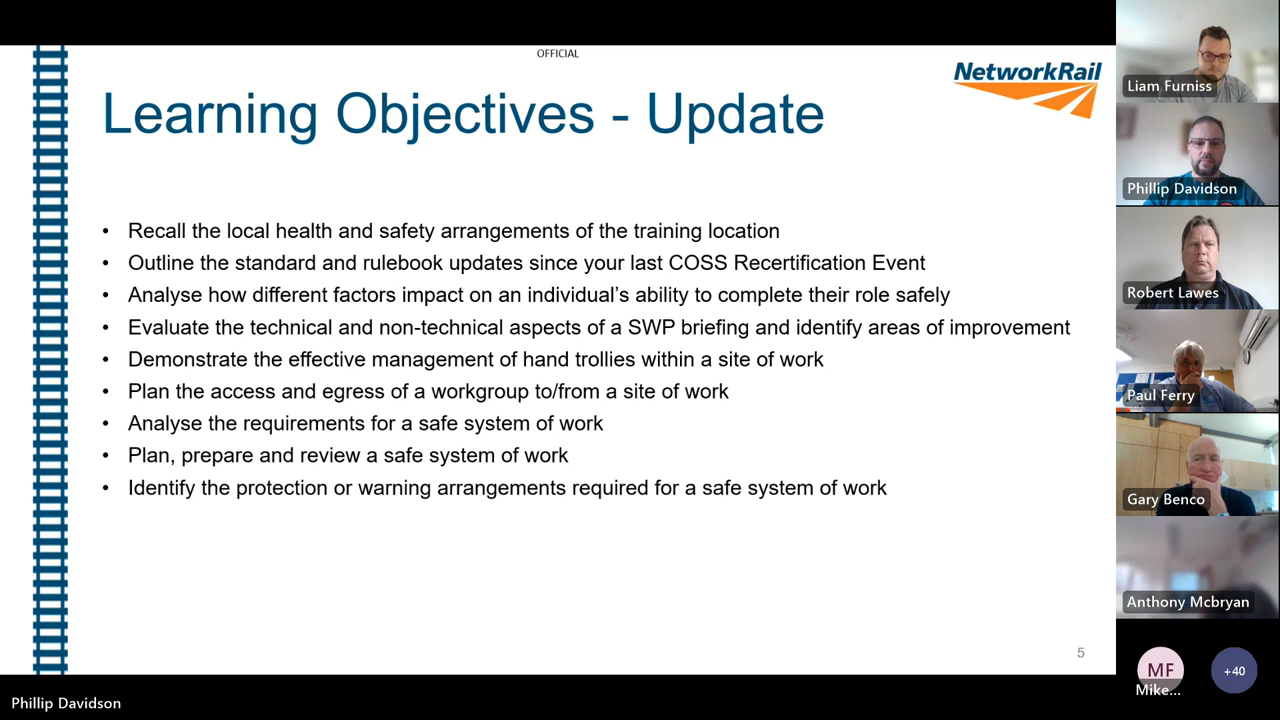 OFFICIAL
NetworkRail
Learning Objectives - Update
• Recall the local health and safety arrangements of the training location
• Outline the standard and rulebook updates since your last COSS Recertification Event
• Analyse how different factors impact on an individual’s ability to complete their role safely
• Evaluate the technical and non-technical aspects of a SWP briefing and identify areas of improvement
• Demonstrate the effective management of hand trollies within a site of work
• Plan the access and egress of a workgroup to/from a site of work
• Analyse the requirements for a safe system of work
• Plan, prepare and review a safe system of work
• Identify the protection or warning arrangements required for a safe system of work
5
Phillip Davidson
Liam Furniss
Phillip Davidson
Robert Lawes
Paul Ferry
Gary Benco
Anthony Mcbryan
MF
Mike...
+40